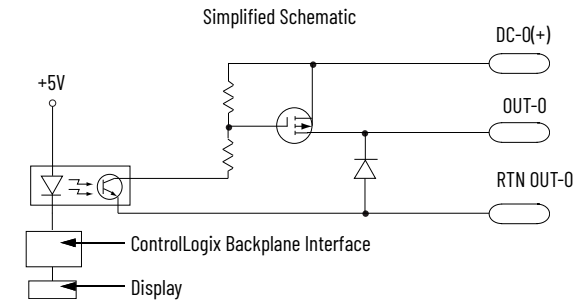 Simplified Schematic
DC-0(+)
+5V
OUT-0
RTN OUT-0
ControlLogix Backplane Interface
Display